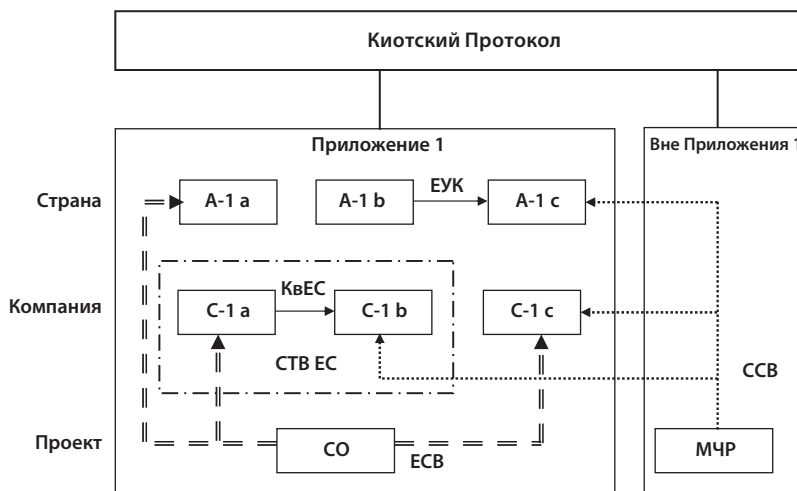 Киотский Протокол
Приложение 1
Вне Приложения 1
Страна
А-1 a
А-1 b
ЕУК
А-1 c
Компания
С-1 a
КвЕС
С-1 b
С-1 c
СТВ ЕС
ССВ
Проект
СО
ЕСВ
МЧР